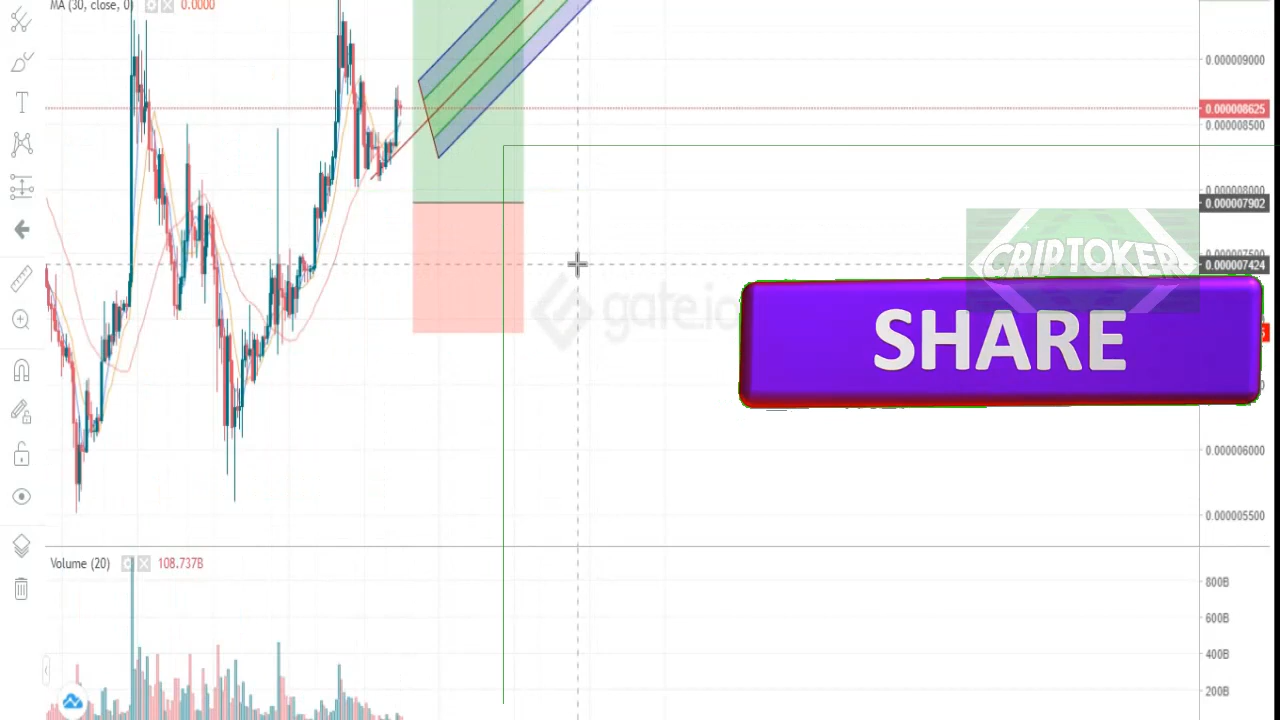 MA (30, close, 0) 0.0000
0.000009000
0.000008625
0.000008500
0.000008000
0.000007902
CRIPTOKER
0.000007424
gate.io
SHARE
0.000006000
0.000005500
Volume (20) 108.737B
800B
600B
400B
200B
T